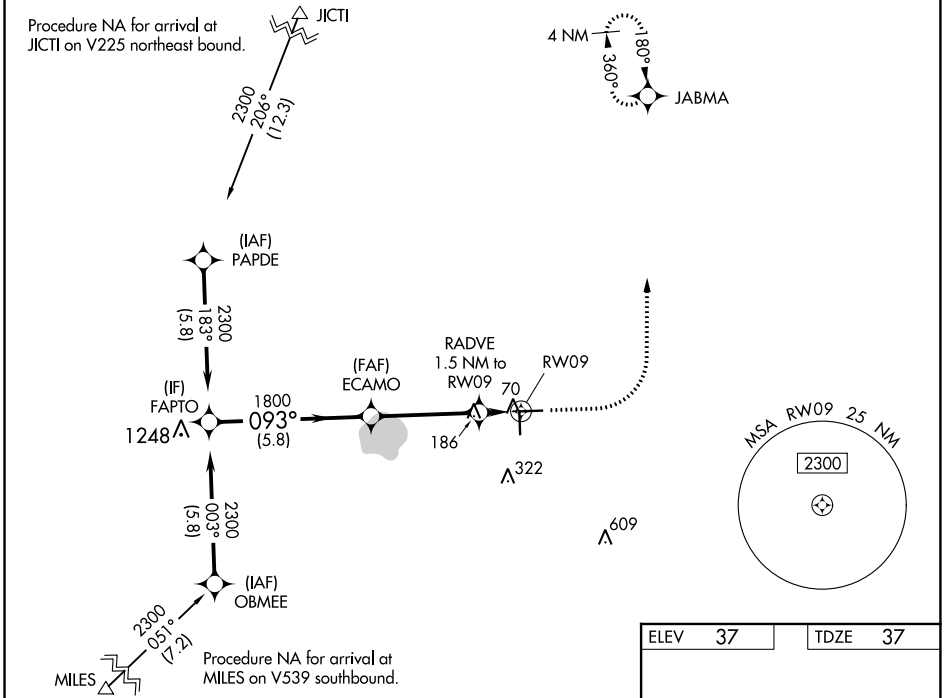 Procedure NA for arrival at
JICTI on V225 northeast bound.
JICTI
4 NM
180°
360°
JABMA
2300
206°
(12.3)
(IAF)
PAPDE
2300
183°
(5.8)
RADVE
1.5 NM to
RW09
(FAF)
ECAMO
70
RW09
(IF)
FAPTO
1248
1800
093°
(5.8)
186
322
609
MSA RW09 25 NM
2300
2300
003°
(5.8)
(IAF)
OBMEE
2300
051°
(7.2)
MILES
Procedure NA for arrival at
MILES on V539 southbound.
ELEV 37
TDZE 37